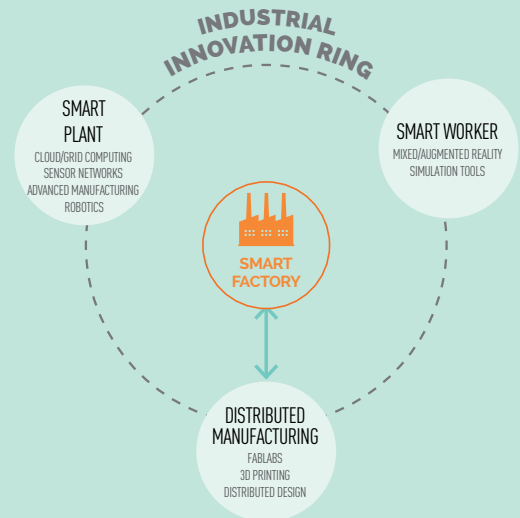 INDUSTRIAL
INNOVATION RING
SMART
PLANT
CLOUD/GRID COMPUTING
SENSOR NETWORKS
ADVANCED MANUFACTURING
ROBOTICS
SMART WORKER
MIXED/AUGMENTED REALITY
SIMULATION TOOLS
SMART
FACTORY
DISTRIBUTED
MANUFACTURING
FABLABS
3D PRINTING
DISTRIBUTED DESIGN